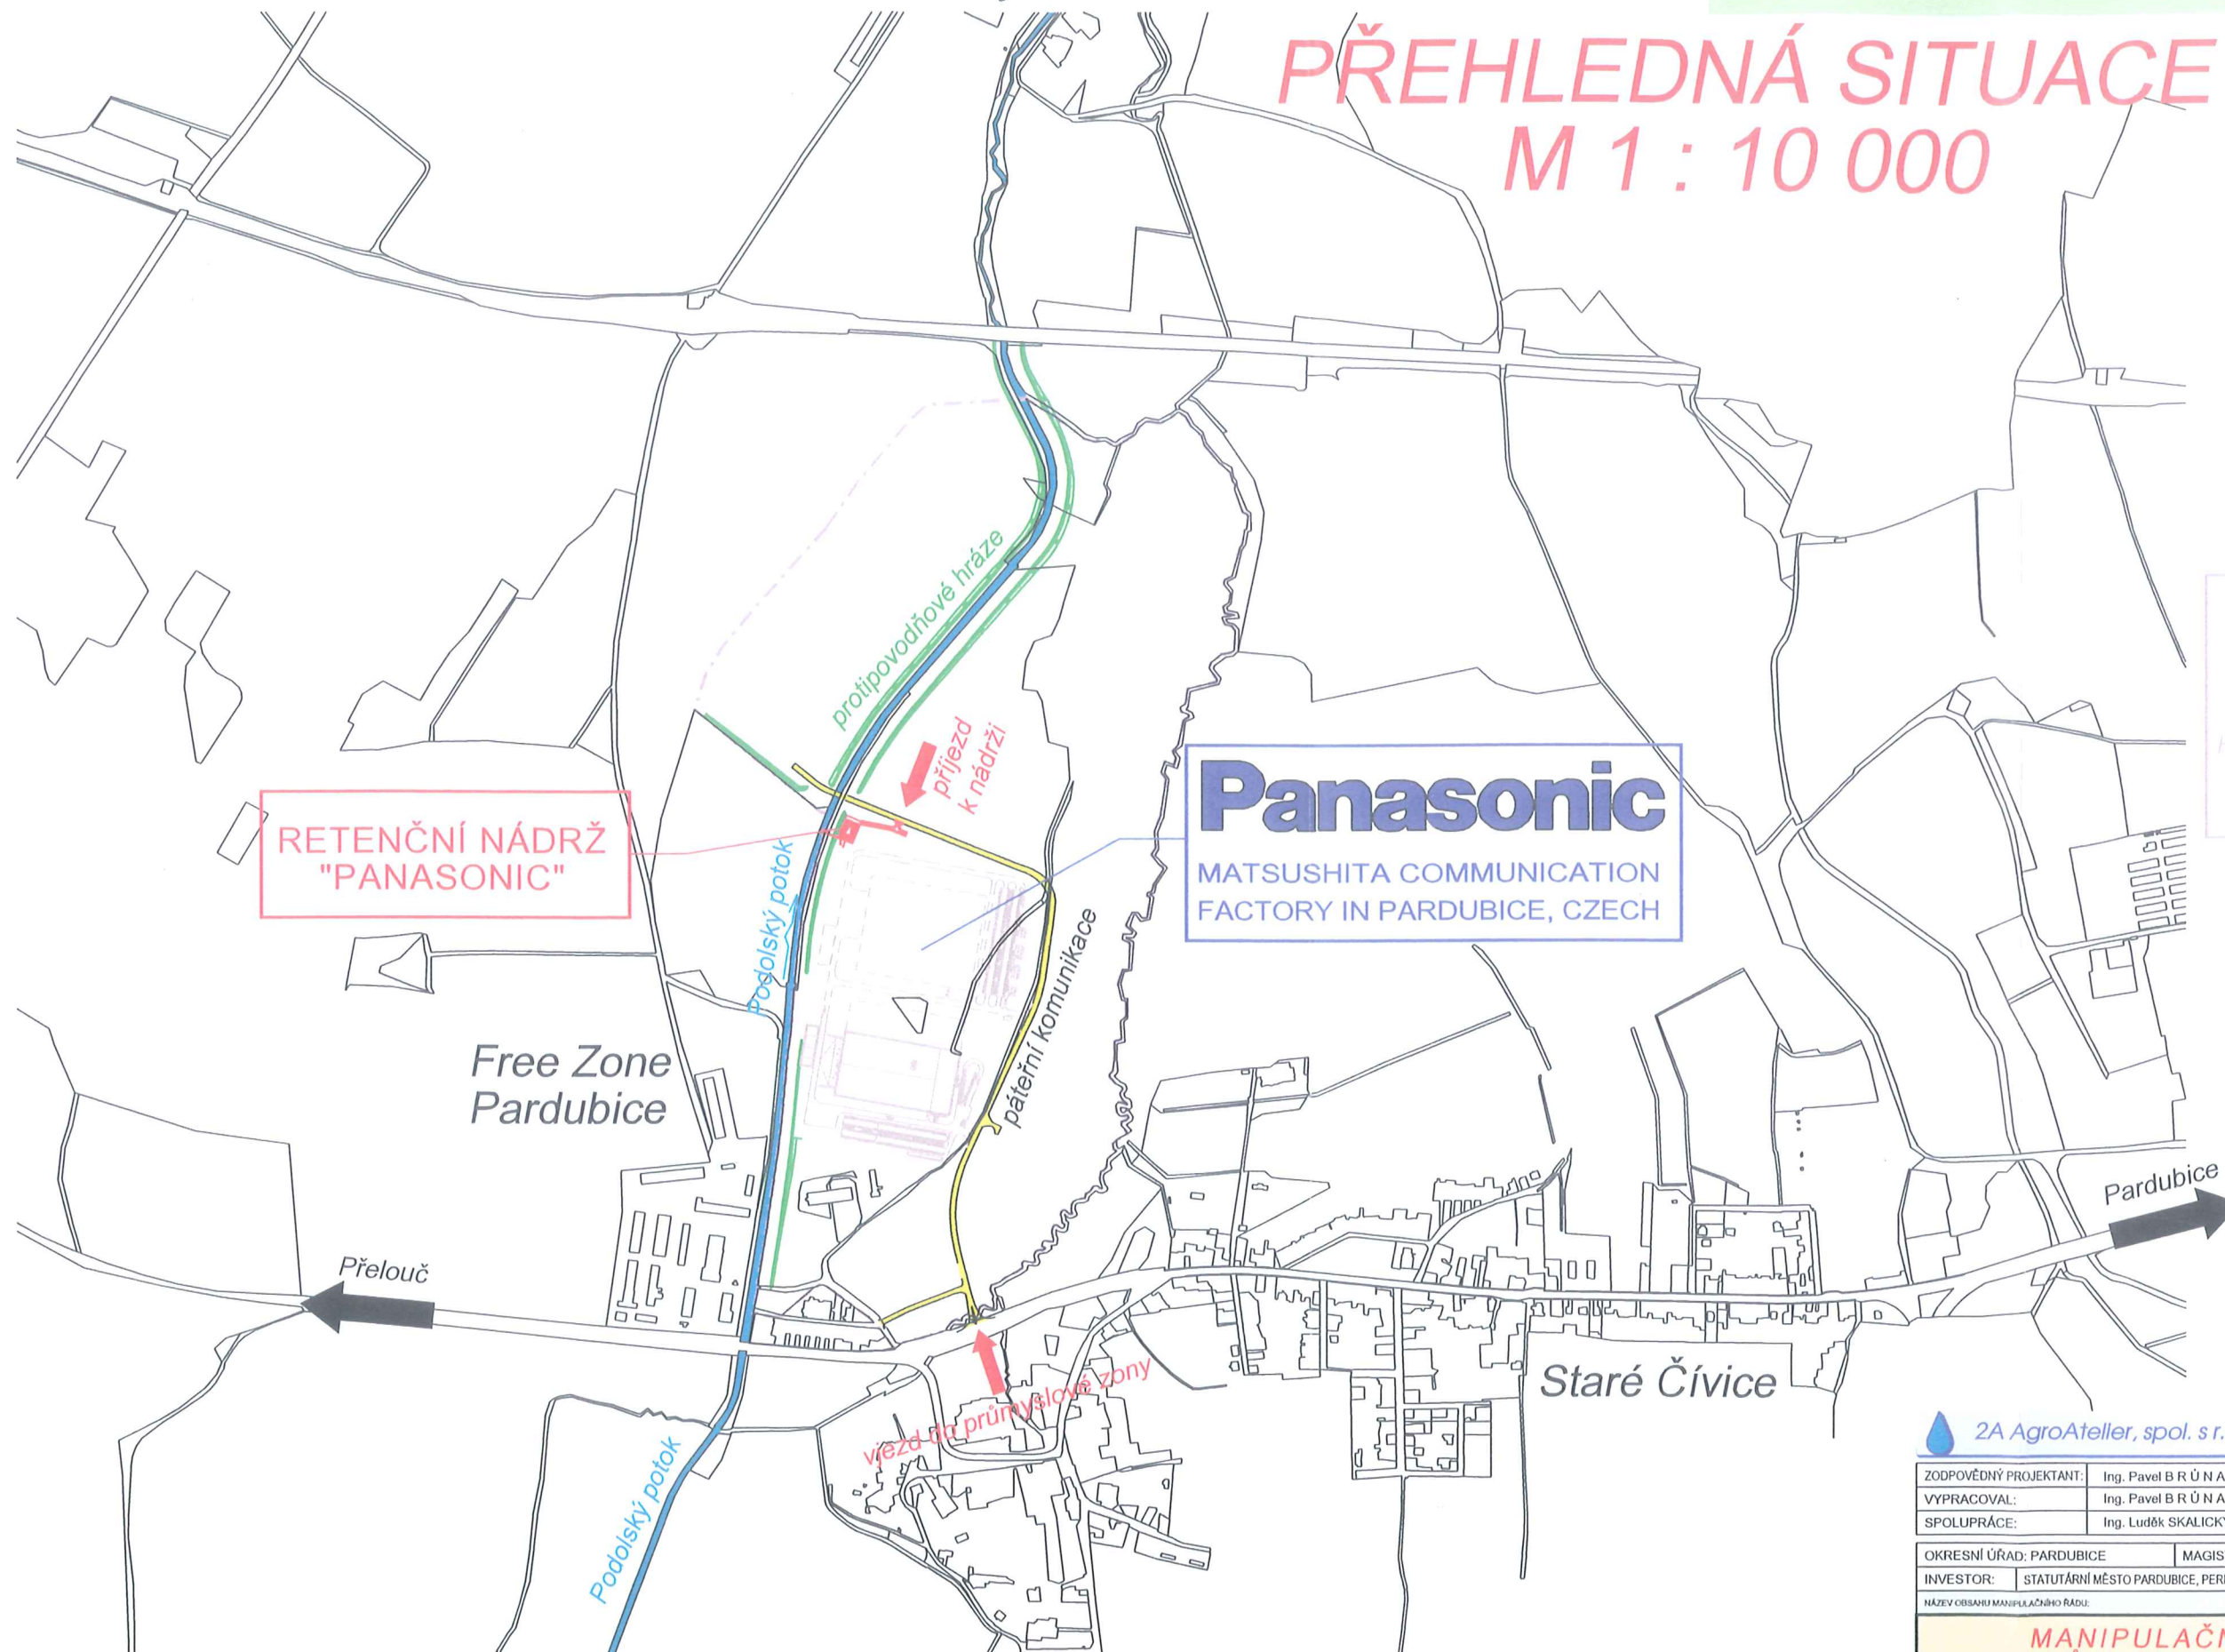 PŘEHLEDNÁ SITUACE
M 1 : 10 000
protipovodňové hráze
příjezd
k nádrži
RETENČNÍ NÁDRŽ
"PANASONIC"
Panasonic
MATSUSHITA COMMUNICATION
FACTORY IN PARDUBICE, CZECH
Podolský potok
páteřní komunikace
Free Zone
Pardubice
Pardubice
Přelouč
Staré Čívice
vjezd do průmyslové zony
Podolský potok
2A AgroAteller, spol. s r.
ZODPOVĚDNÝ PROJEKTANT: Ing. Pavel B R Ů N A
VYPRACOVAL: Ing. Pavel B R Ů N A
SPOLUPRÁCE: Ing. Luděk SKALICKÝ
OKRESNÍ ÚŘAD: PARDUBICE MAGIS
INVESTOR: STATUTÁRNÍ MĚSTO PARDUBICE, PER
NÁZEV OBSAHU MANIPULAČNÍHO ŘÁDU:
MANIPULAČN